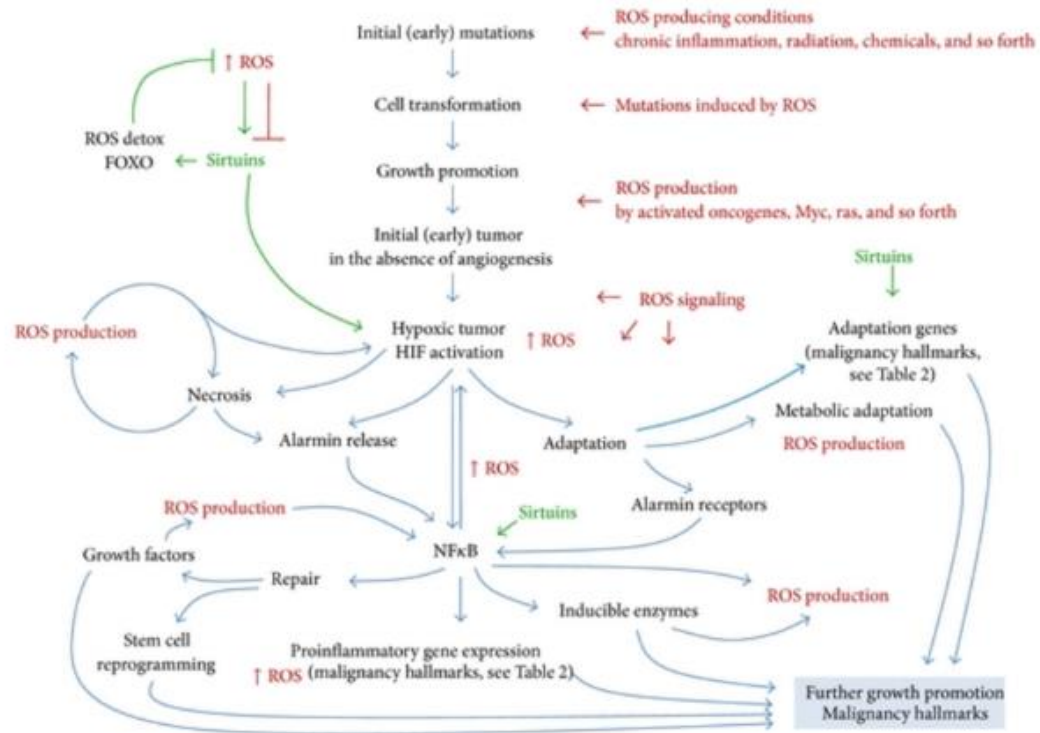 ROS producing conditions
Initial (early) mutations
chronic inflammation, radiation, chemicals, and so forth
↑ ROS
Cell transformation
Mutations induced by ROS
ROS detox
FOXO
Sirtuins
Growth promotion
ROS production
by activated oncogenes, Myc, ras, and so forth
Initial (early) tumor
in the absence of angiogenesis
Sirtuins
ROS signaling
ROS production
Hypoxic tumor
HIF activation
↑ ROS
Adaptation genes
(malignancy hallmarks,
see Table 2)
Necrosis
Metabolic adaptation
Alarmin release
Adaptation
ROS production
↑ ROS
Alarmin receptors
ROS production
Sirtuins
Growth factors
NFκB
Repair
ROS production
Inducible enzymes
Stem cell
reprogramming
Proinflammatory gene expression
↑ ROS (malignancy hallmarks, see Table 2)
Further growth promotion
Malignancy hallmarks